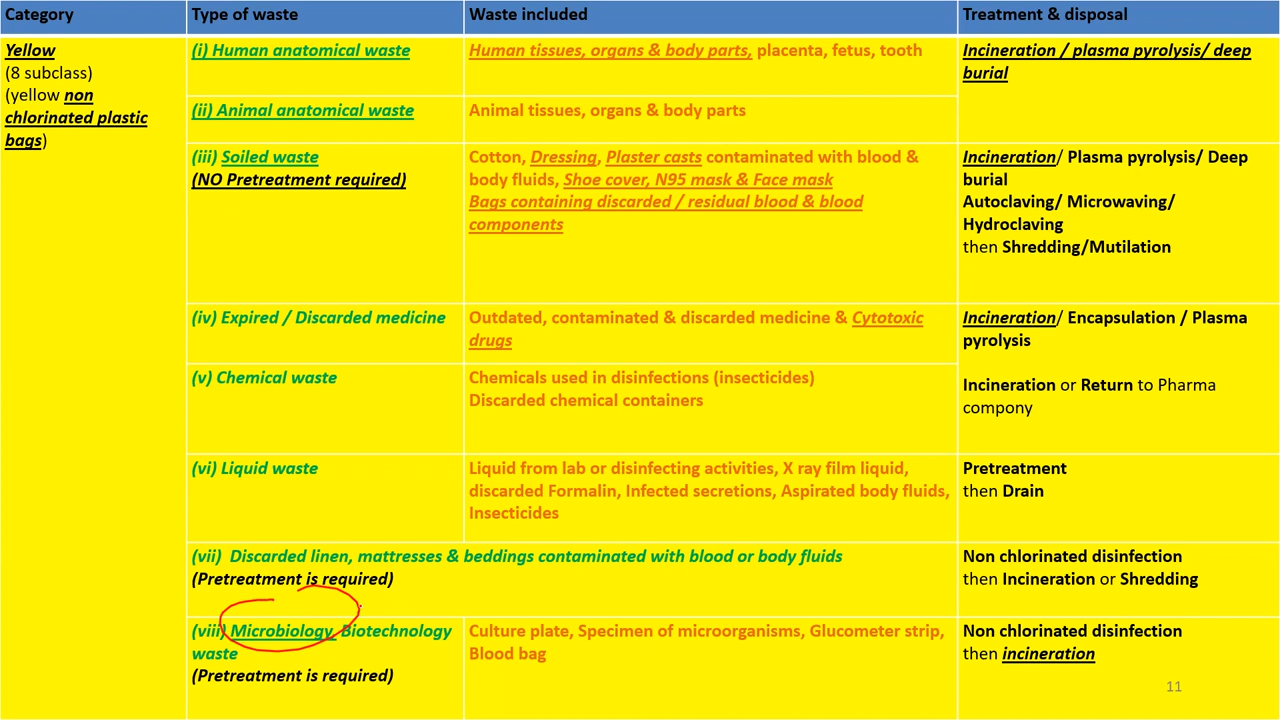 Category
Type of waste
Waste included
Treatment & disposal
Yellow
(8 subclass)
(yellow non
chlorinated plastic
bags)
(i) Human anatomical waste
Human tissues, organs & body parts, placenta, fetus, tooth
Incineration / plasma pyrolysis/ deep
burial
(ii) Animal anatomical waste
Animal tissues, organs & body parts
(iii) Soiled waste
(NO Pretreatment required)
Cotton, Dressing, Plaster casts contaminated with blood &
body fluids, Shoe cover, N95 mask & Face mask
Bags containing discarded / residual blood & blood
components
Incineration/ Plasma pyrolysis/ Deep
burial
Autoclaving/ Microwaving/
Hydroclaving
then Shredding/Mutilation
(iv) Expired / Discarded medicine
Outdated, contaminated & discarded medicine & Cytotoxic
drugs
Incineration/ Encapsulation / Plasma
pyrolysis
(v) Chemical waste
Chemicals used in disinfections (insecticides)
Discarded chemical containers
Incineration or Return to Pharma
compony
(vi) Liquid waste
Liquid from lab or disinfecting activities, X ray film liquid,
discarded Formalin, Infected secretions, Aspirated body fluids,
Insecticides
Pretreatment
then Drain
(vii) Discarded linen, mattresses & beddings contaminated with blood or body fluids
(Pretreatment is required)
Non chlorinated disinfection
then Incineration or Shredding
(viii) Microbiology, Biotechnology
waste
(Pretreatment is required)
Culture plate, Specimen of microorganisms, Glucometer strip,
Blood bag
Non chlorinated disinfection
then incineration
11